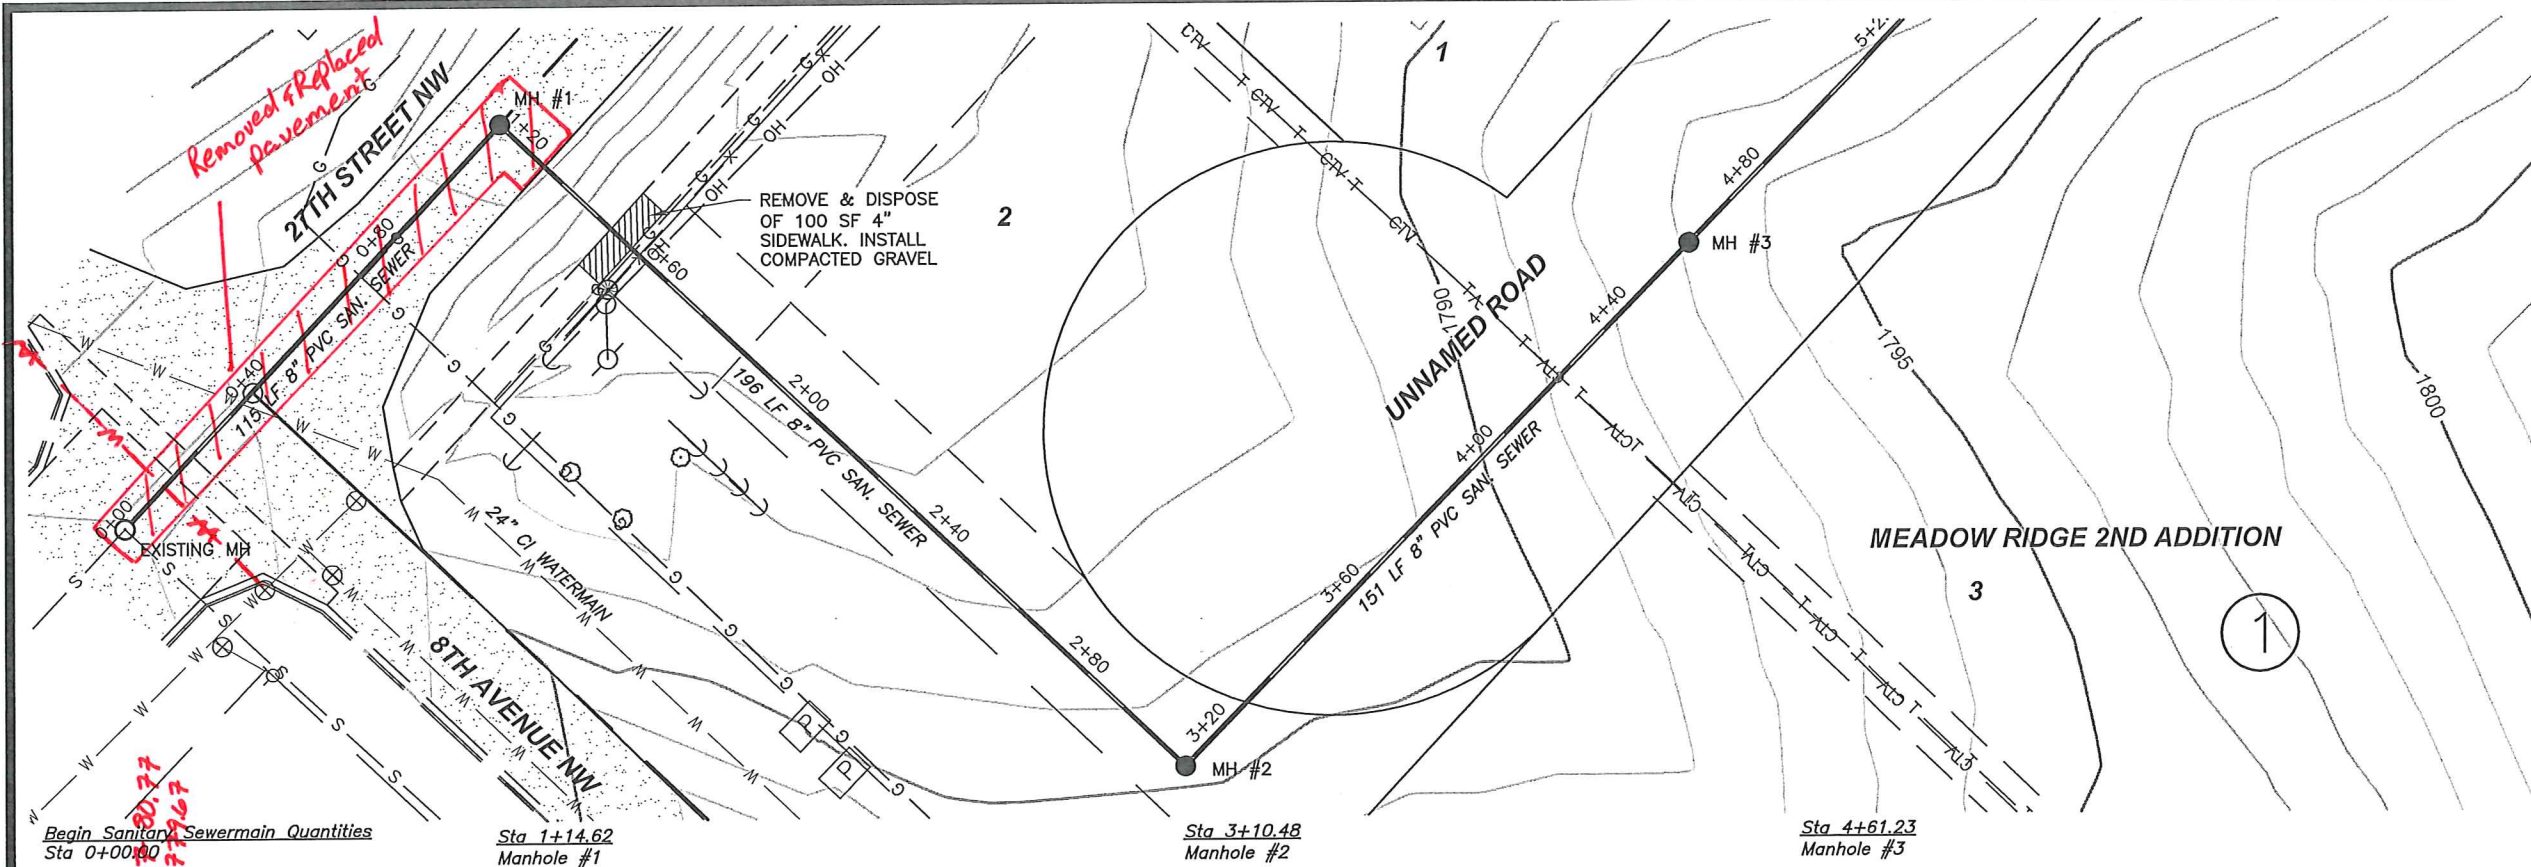 Removed & Replaced
pavement
27TH STREET NW
MH #1
1+20
0+80
0+40
0+00
115 LF 8" PVC SAN. SEWER
EXISTING MH
REMOVE & DISPOSE
OF 100 SF 4"
SIDEWALK. INSTALL
COMPACTED GRAVEL
2
1
1+60
2+00
196 LF 8" PVC SAN. SEWER
2+40
2+80
24" CI WATERMAIN
8TH AVENUE NW
MH #2
3+20
3+60
151 LF 8" PVC SAN. SEWER
4+00
4+40
MH #3
4+80
UNNAMED ROAD
1790
1795
1800
MEADOW RIDGE 2ND ADDITION
3
1
Begin Sanitary Sewermain Quantities
Sta 0+00.00
Sta 1+14.62
Manhole #1
Sta 3+10.48
Manhole #2
Sta 4+61.23
Manhole #3